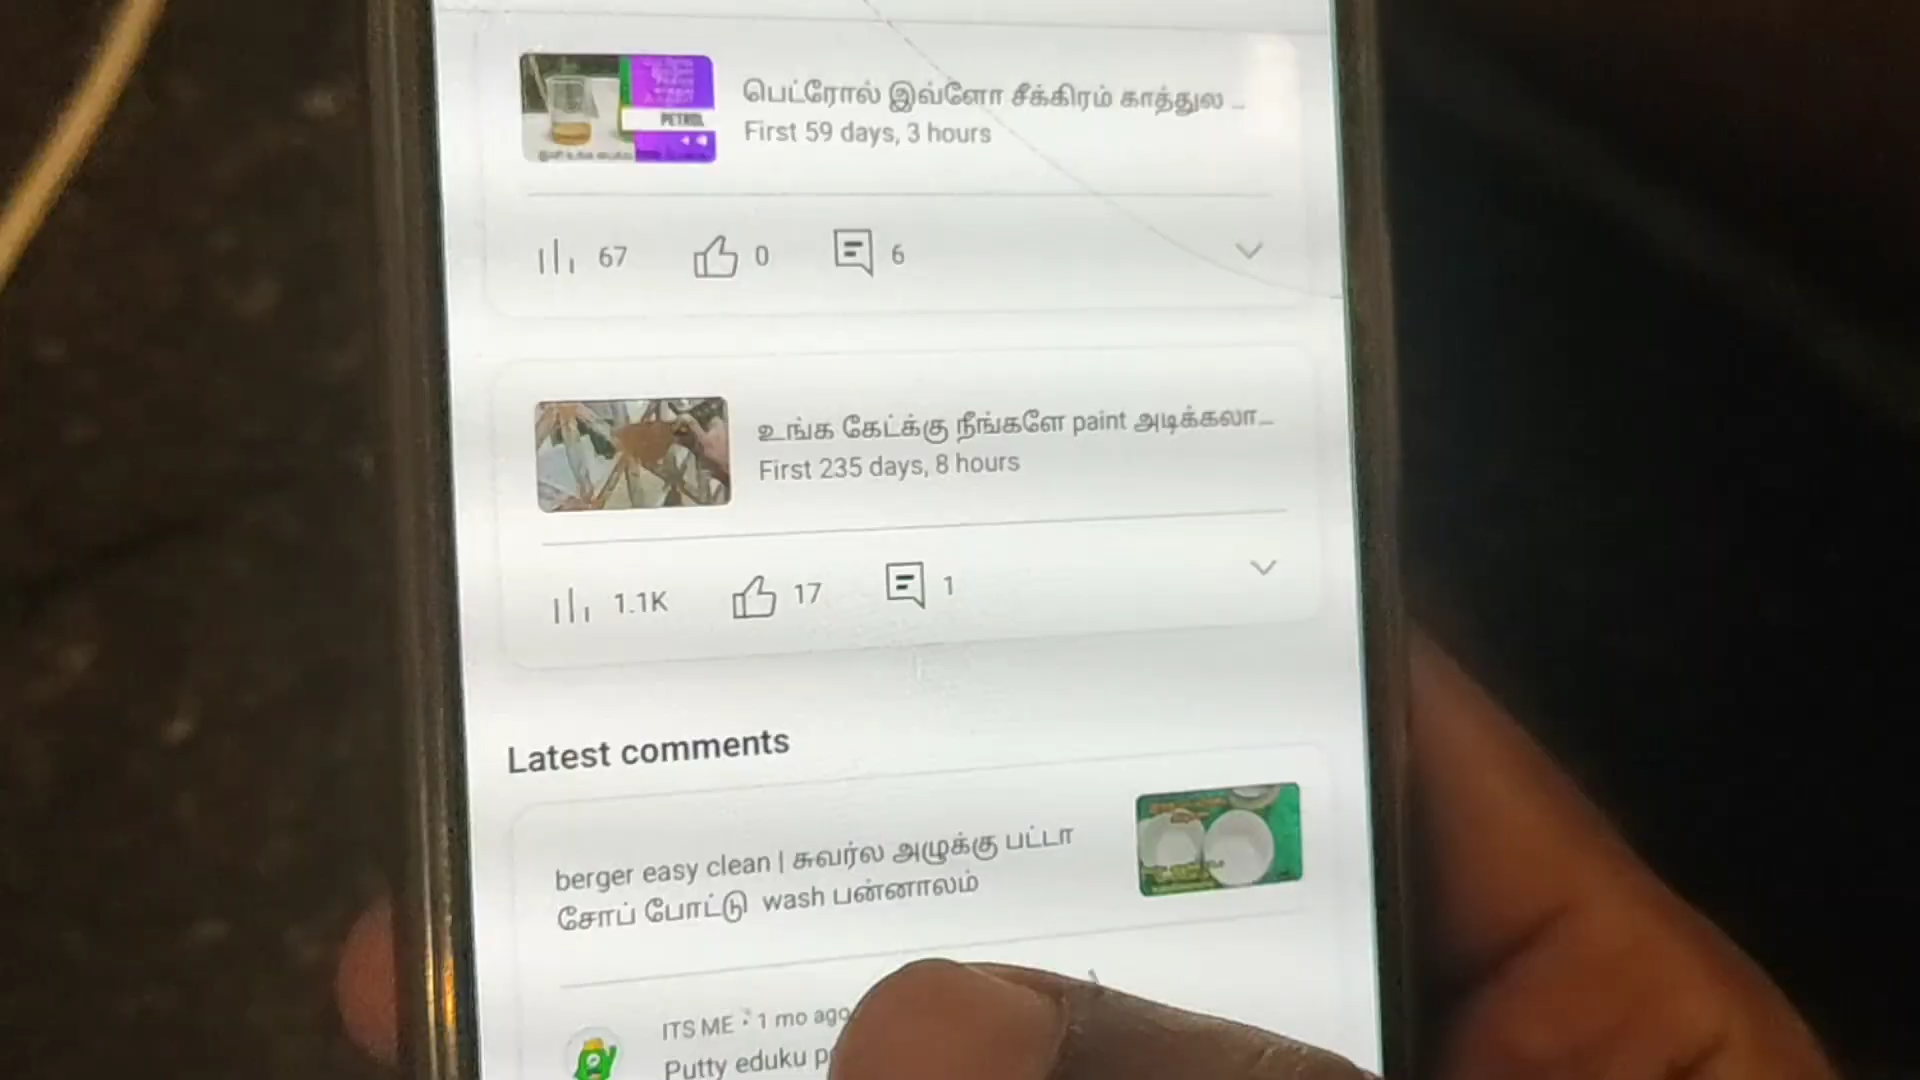 PETROL
பெட்ரோல் இவ்ளோ சீக்கிரம் காத்துல ...
First 59 days, 3 hours
67 0 6
உங்க கேட்க்கு நீங்களே paint அடிக்கலா...
First 235 days, 8 hours
1.1K 17 1
Latest comments
berger easy clean | சுவர்ல அழுக்கு பட்டா
சோப் போட்டு wash பன்னாலம்
ITS ME • 1 mo ago
Putty eduku